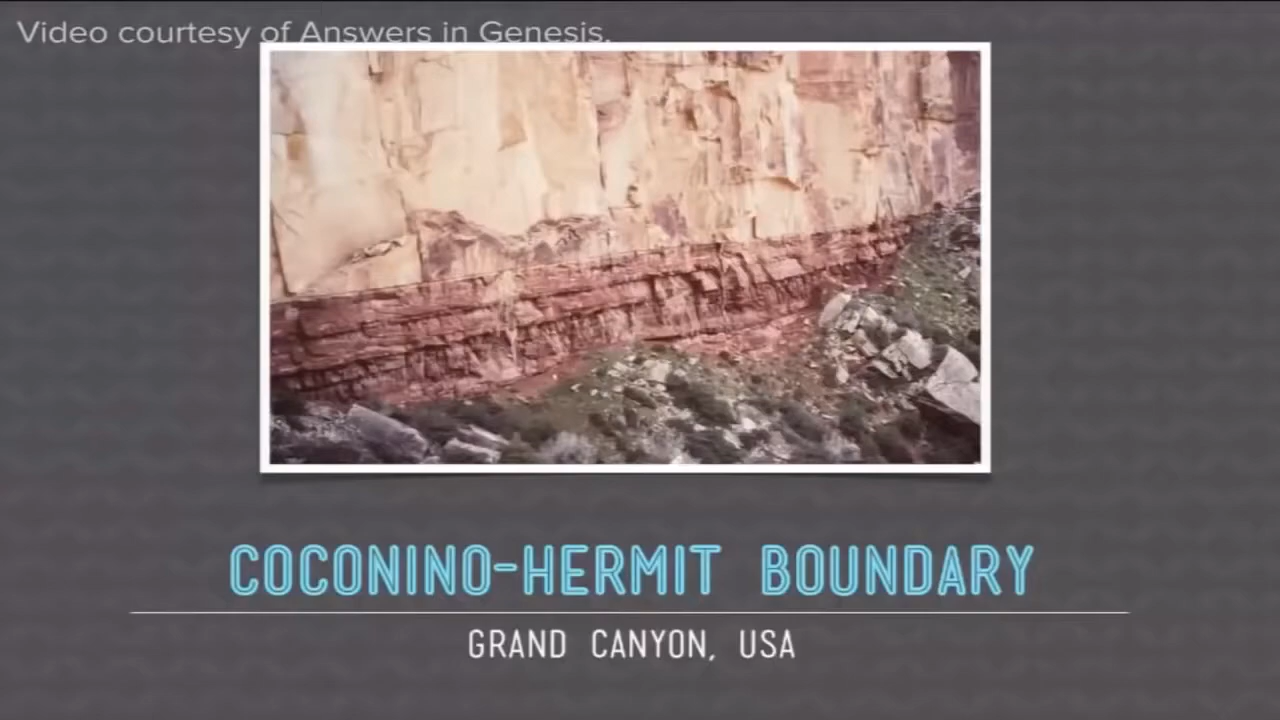 Video courtesy of Answers in Genesis.
COCONINO-HERMIT BOUNDARY
GRAND CANYON, USA